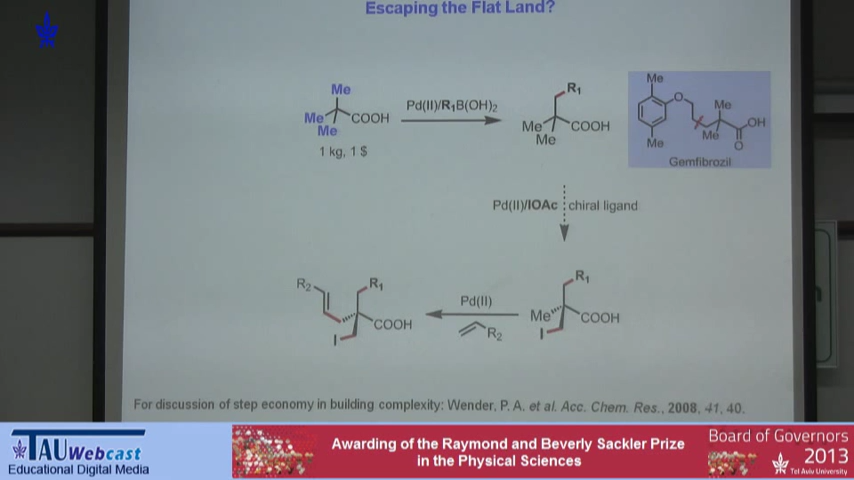 Escaping the Flat Land?
Me
Me
COOH
Me
1 kg, 1 $
Pd(II)/R1B(OH)2
R1
Me
COOH
Me
Me
O
Me
OH
Me
O
Me
Gemfibrozil
Pd(II)/IOAc
chiral ligand
R2
R1
COOH
I
Pd(II)
R2
R1
Me
COOH
I
For discussion of step economy in building complexity: Wender, P. A. et al. Acc. Chem. Res., 2008, 41, 40.
TAU Webcast
Educational Digital Media
Awarding of the Raymond and Beverly Sackler Prize
in the Physical Sciences
Board of Governors
2013
Tel Aviv University